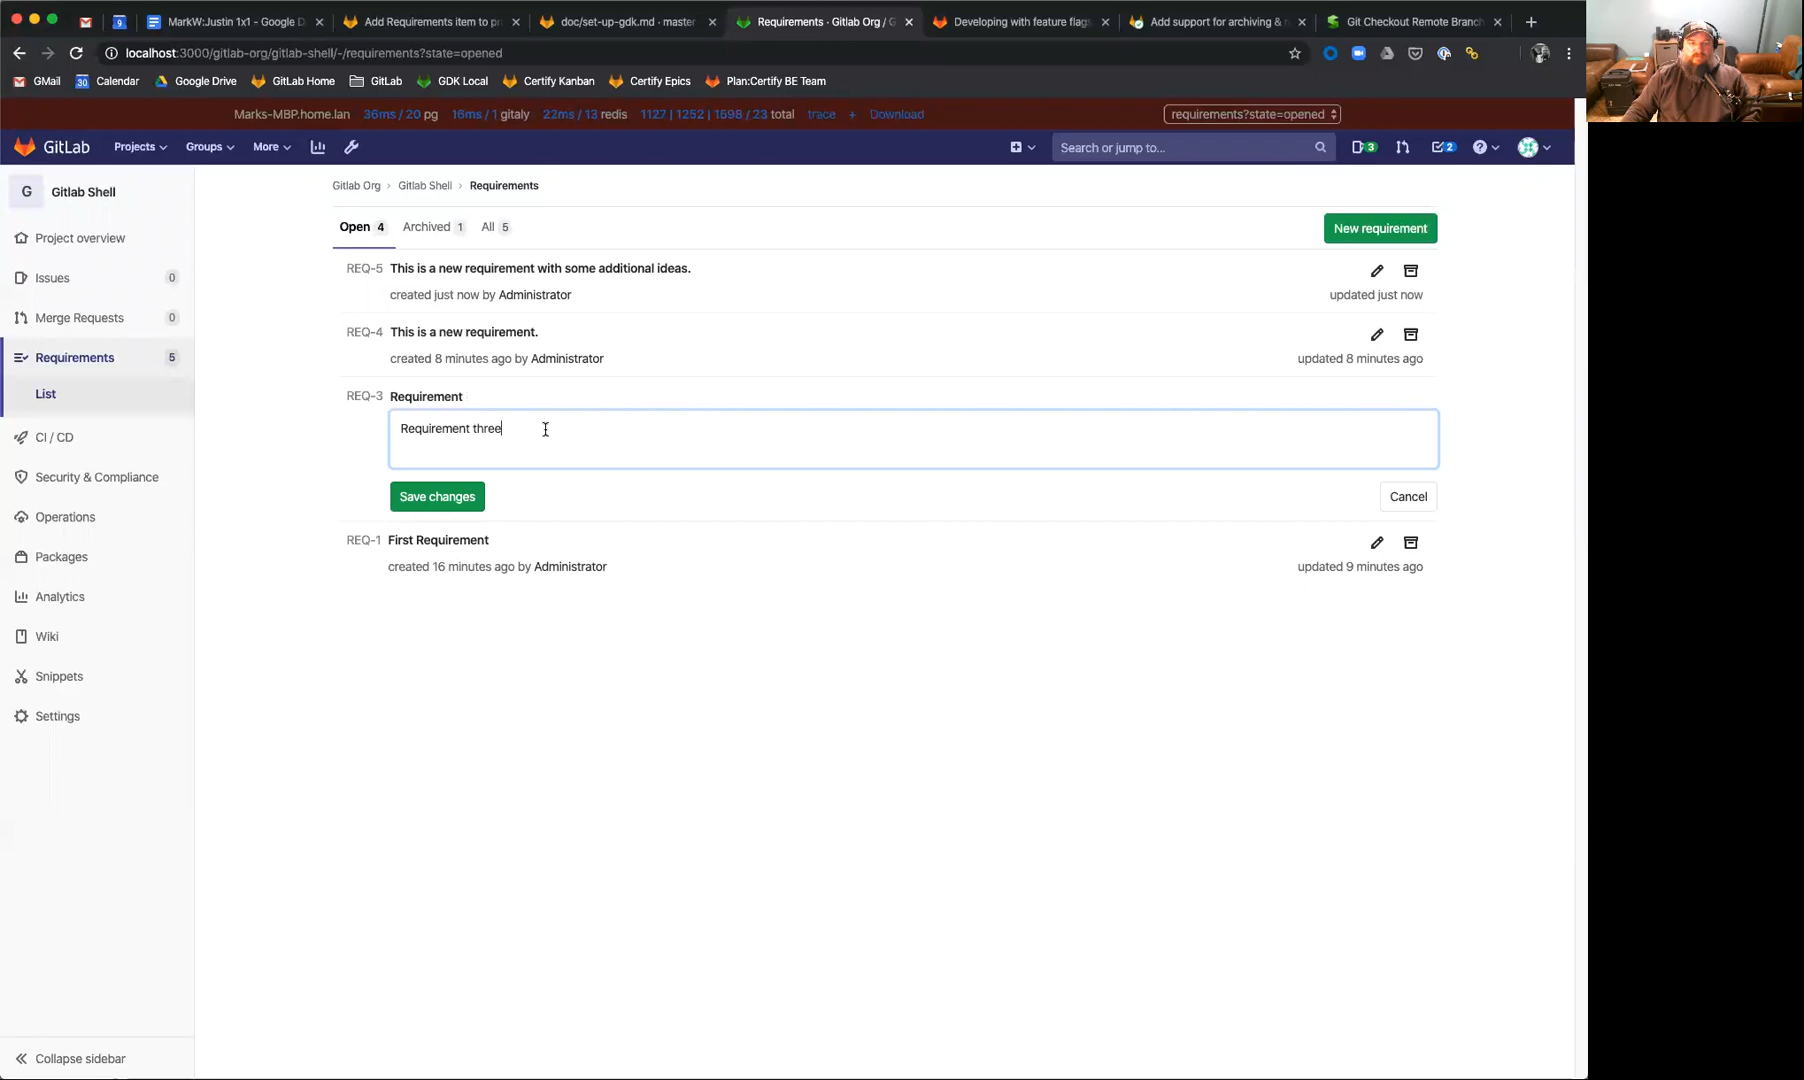 MarkW:Justin 1x1 - Google D
Add Requirements item to pr
doc/set-up-gdk.md · master
Requirements · Gitlab Org / G
Developing with feature flags
Add support for archiving & r
Git Checkout Remote Branch
localhost:3000/gitlab-org/gitlab-shell/-/requirements?state=opened
GMail
30 Calendar
Google Drive
GitLab Home
GitLab
GDK Local
Certify Kanban
Certify Epics
Plan:Certify BE Team
Marks-MBP.home.lan 36ms / 20 pg 16ms / 1 gitaly 22ms / 13 redis 1127 | 1252 | 1598 / 23 total trace + Download requirements?state=opened
GitLab Projects Groups More Search or jump to... 3 2
G Gitlab Shell
Project overview
Issues 0
Merge Requests 0
Requirements 5
List
CI / CD
Security & Compliance
Operations
Packages
Analytics
Wiki
Snippets
Settings
Collapse sidebar
Gitlab Org › Gitlab Shell › Requirements
Open 4 Archived 1 All 5 New requirement
REQ-5 This is a new requirement with some additional ideas.
created just now by Administrator updated just now
REQ-4 This is a new requirement.
created 8 minutes ago by Administrator updated 8 minutes ago
REQ-3 Requirement
Requirement three
Save changes Cancel
REQ-1 First Requirement
created 16 minutes ago by Administrator updated 9 minutes ago